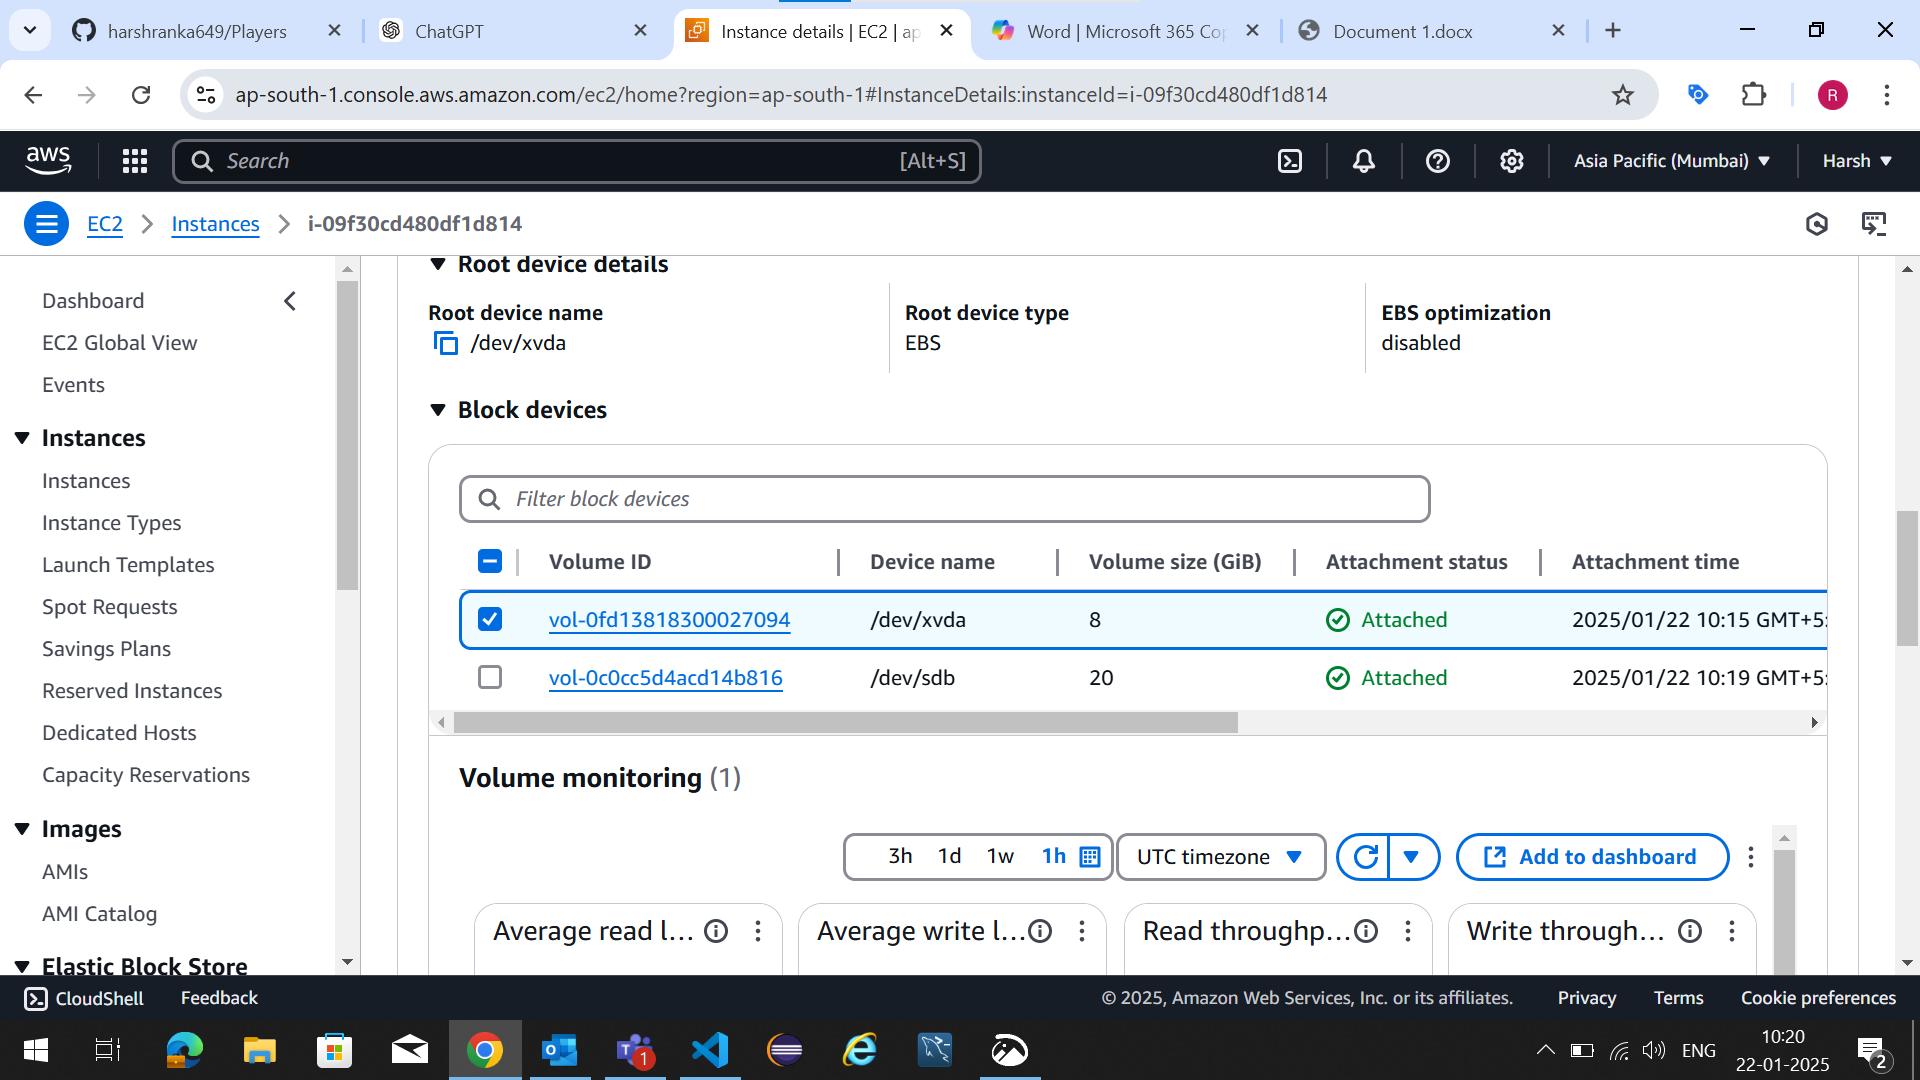 harshranka649/Players
ChatGPT
Instance details | EC2 | ap
Word | Microsoft 365 Cop
Document 1.docx
ap-south-1.console.aws.amazon.com/ec2/home?region=ap-south-1#InstanceDetails:instanceId=i-09f30cd480df1d814
R
aws
Search
[Alt+S]
Asia Pacific (Mumbai)
Harsh
EC2
Instances
i-09f30cd480df1d814
Dashboard
EC2 Global View
Events
Instances
Instances
Instance Types
Launch Templates
Spot Requests
Savings Plans
Reserved Instances
Dedicated Hosts
Capacity Reservations
Images
AMIs
AMI Catalog
Elastic Block Store
Root device details
Root device name
/dev/xvda
Root device type
EBS
EBS optimization
disabled
Block devices
Filter block devices
Volume ID Device name Volume size (GiB) Attachment status Attachment time
vol-0fd13818300027094 /dev/xvda 8 Attached 2025/01/22 10:15 GMT+5:
vol-0c0cc5d4acd14b816 /dev/sdb 20 Attached 2025/01/22 10:19 GMT+5:
Volume monitoring (1)
3h 1d 1w 1h
UTC timezone
Add to dashboard
Average read l...
Average write l...
Read throughp...
Write through...
CloudShell
Feedback
© 2025, Amazon Web Services, Inc. or its affiliates.
Privacy
Terms
Cookie preferences
T
1
ENG
10:20
22-01-2025
2